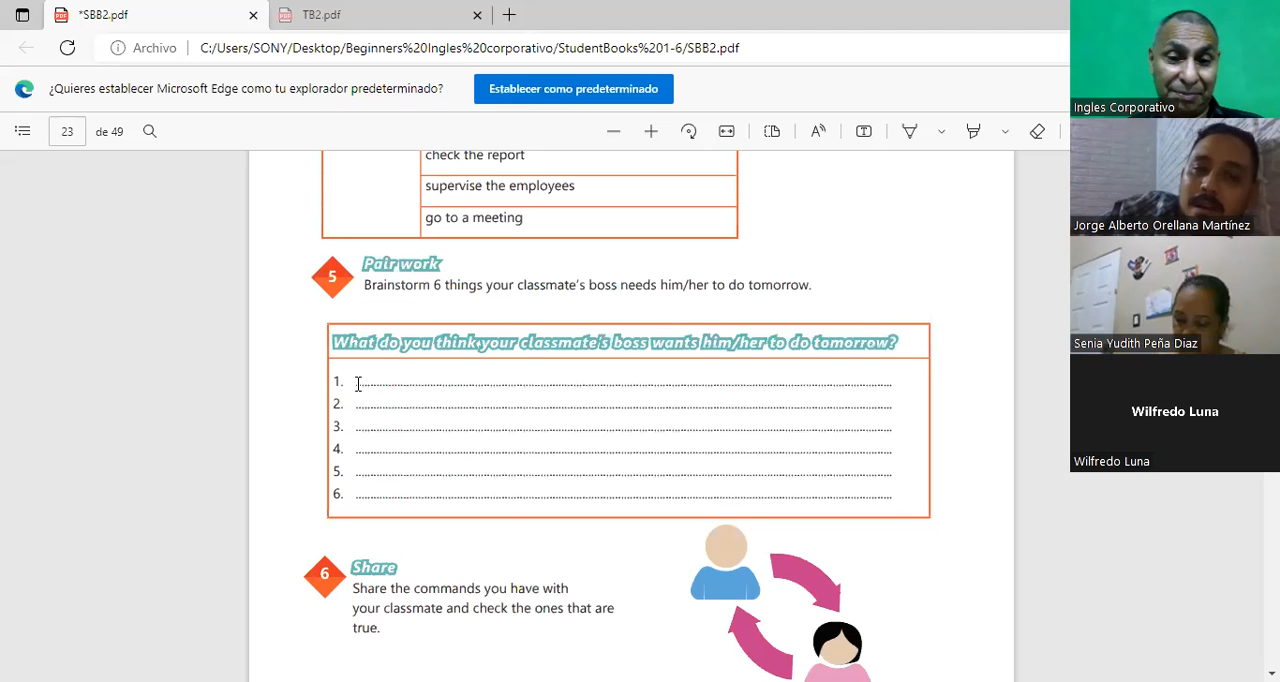 *SBB2.pdf
TB2.pdf
Archivo
C:/Users/SONY/Desktop/Beginners%20Ingles%20corporativo/StudentBooks%201-6/SBB2.pdf
¿Quieres establecer Microsoft Edge como tu explorador predeterminado?
Establecer como predeterminado
23 de 49
check the report
supervise the employees
go to a meeting
5
Pair work
Brainstorm 6 things your classmate's boss needs him/her to do tomorrow.
What do you think your classmate's boss wants him/her to do tomorrow?
1.
2.
3.
4.
5.
6.
6
Share
Share the commands you have with
your classmate and check the ones that are
true.
Ingles Corporativo
Jorge Alberto Orellana Martínez
Senia Yudith Peña Diaz
Wilfredo Luna
Wilfredo Luna